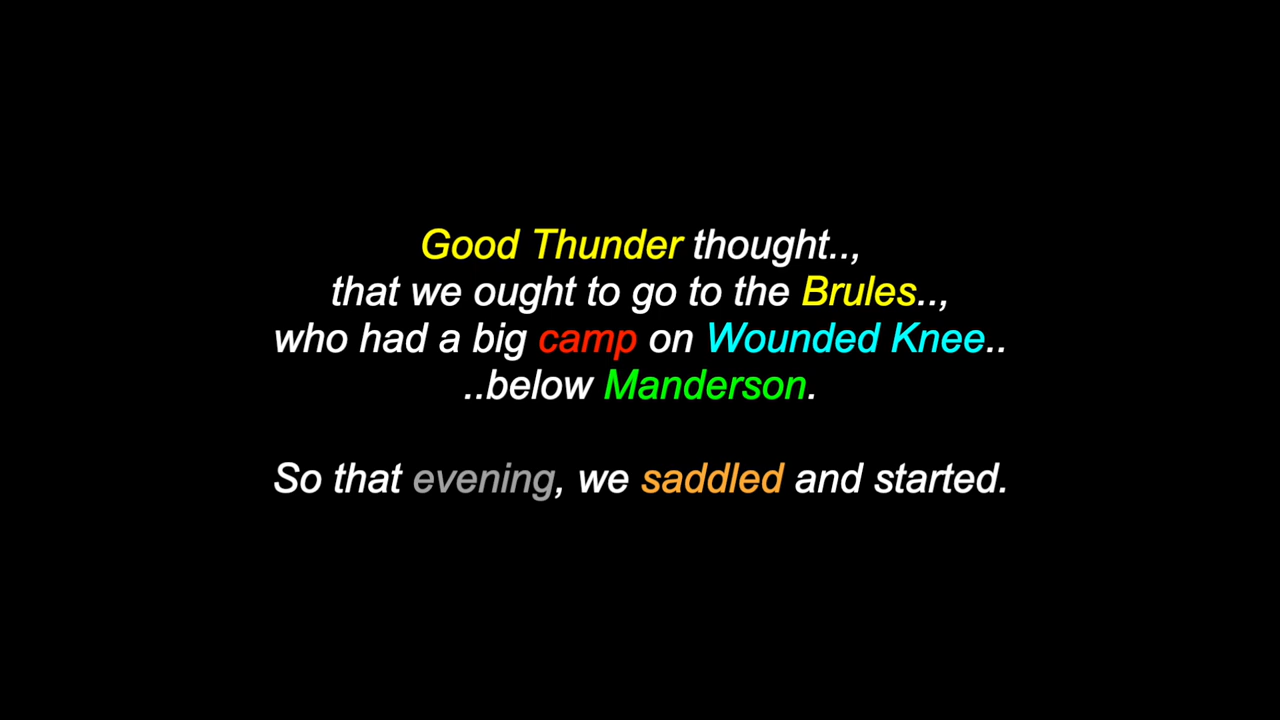 Good Thunder thought..,
that we ought to go to the Brules..,
who had a big camp on Wounded Knee..
..below Manderson.
So that evening, we saddled and started.